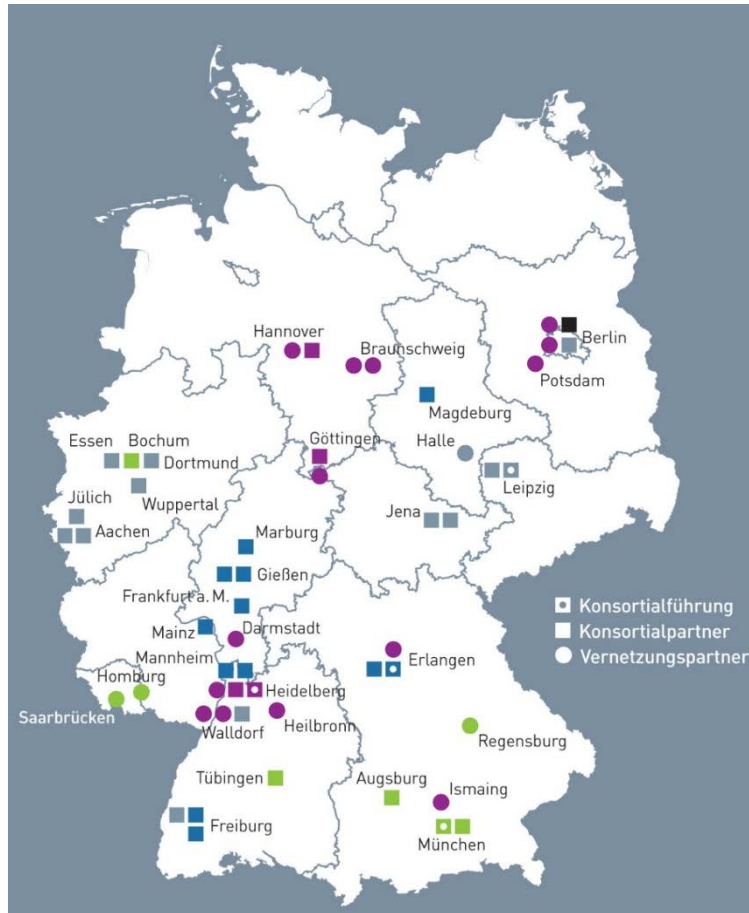 Hannover
Braunschweig
Berlin
Potsdam
Magdeburg
Essen
Bochum
Göttingen
Halle
Dortmund
Leipzig
Jülich
Wuppertal
Jena
Aachen
Marburg
Gießen
Frankfurt a. M.
Mainz
Darmstadt
Mannheim
Homburg
Erlangen
Heidelberg
Saarbrücken
Walldorf
Heilbronn
Regensburg
Tübingen
Augsburg
Ismaing
Freiburg
München
Konsortialführung
Konsortialpartner
Vernetzungspartner